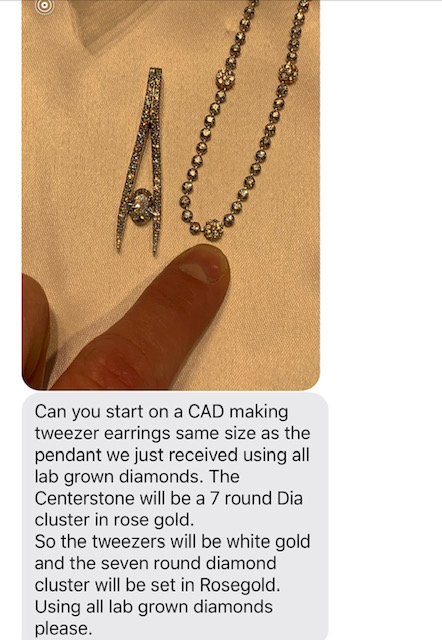 Can you start on a CAD making
tweezer earrings same size as the
pendant we just received using all
lab grown diamonds. The
Centerstone will be a 7 round Dia
cluster in rose gold.
So the tweezers will be white gold
and the seven round diamond
cluster will be set in Rosegold.
Using all lab grown diamonds
please.